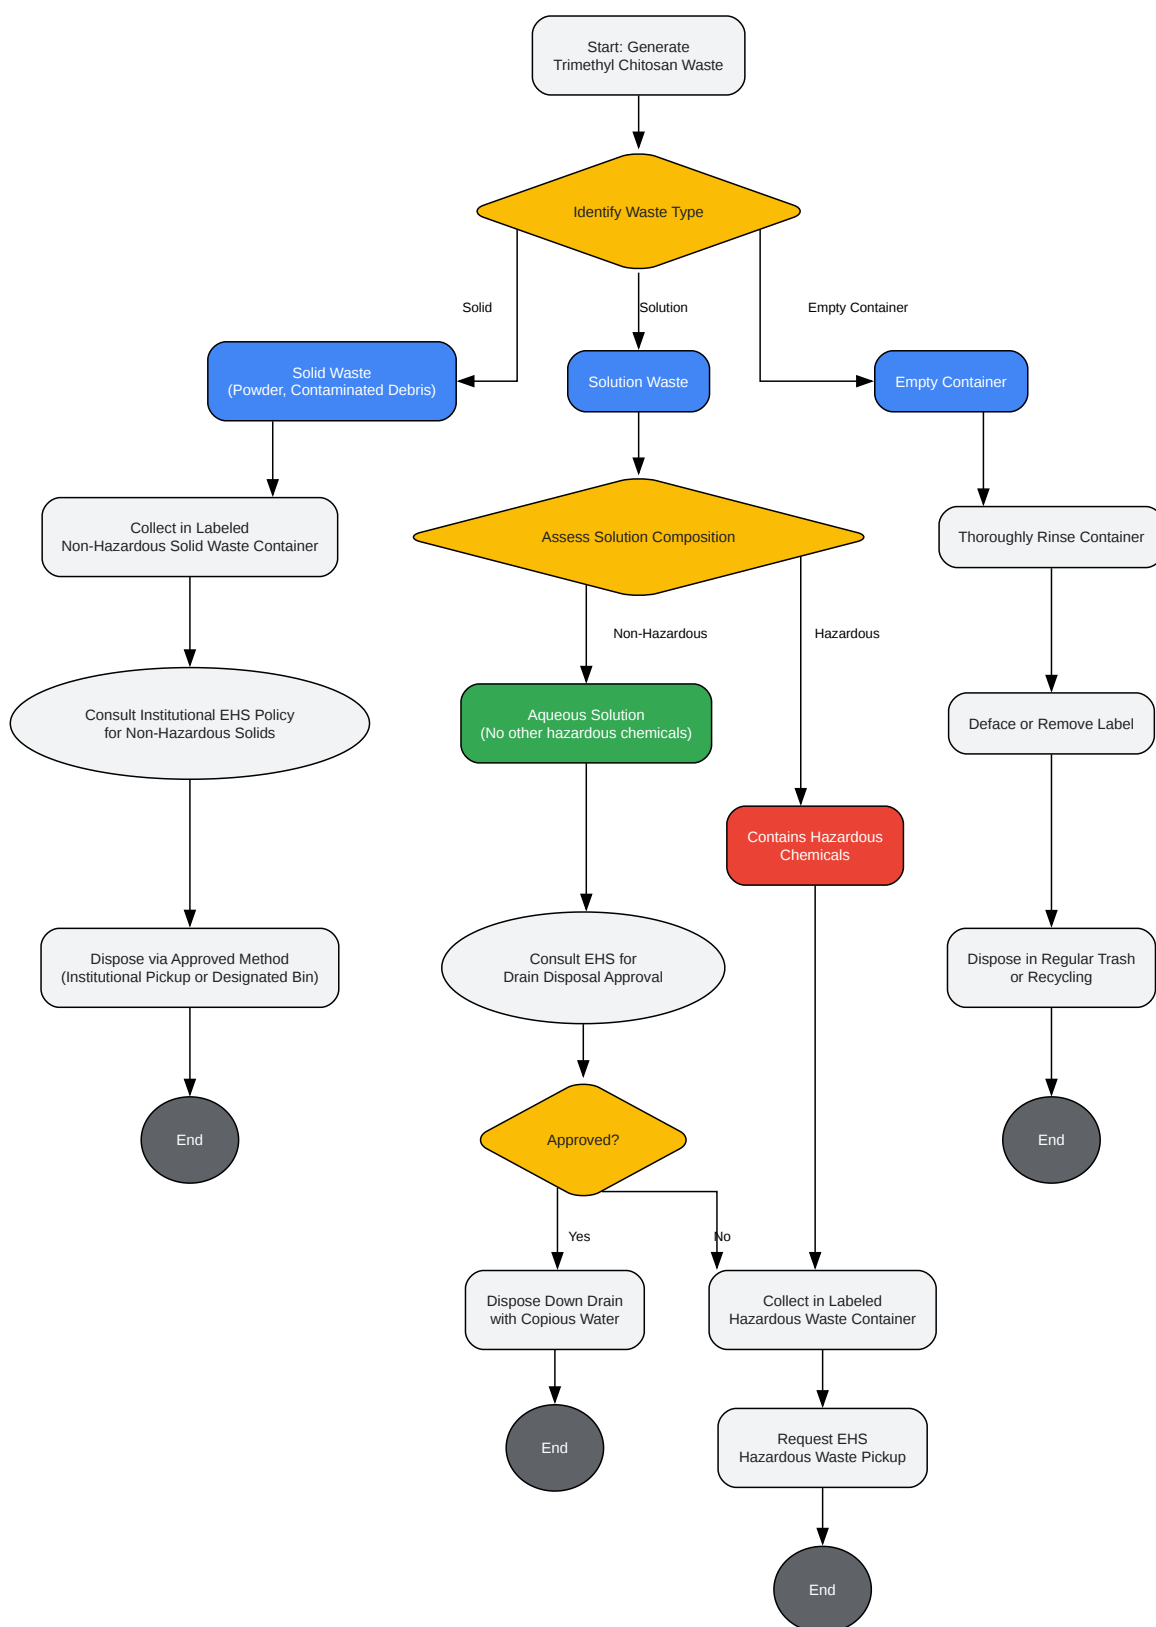 Start: Generate
Trimethyl Chitosan Waste
Identify Waste Type
Solid
Solution
Empty Container
Solid Waste
(Powder, Contaminated Debris)
Solution Waste
Empty Container
Collect in Labeled
Non-Hazardous Solid Waste Container
Assess Solution Composition
Thoroughly Rinse Container
Non-Hazardous
Hazardous
Consult Institutional EHS Policy
for Non-Hazardous Solids
Aqueous Solution
(No other hazardous chemicals)
Deface or Remove Label
Contains Hazardous
Chemicals
Dispose via Approved Method
(Institutional Pickup or Designated Bin)
Consult EHS for
Drain Disposal Approval
Dispose in Regular Trash
or Recycling
End
Approved?
End
Yes
No
Dispose Down Drain
with Copious Water
Collect in Labeled
Hazardous Waste Container
End
Request EHS
Hazardous Waste Pickup
End